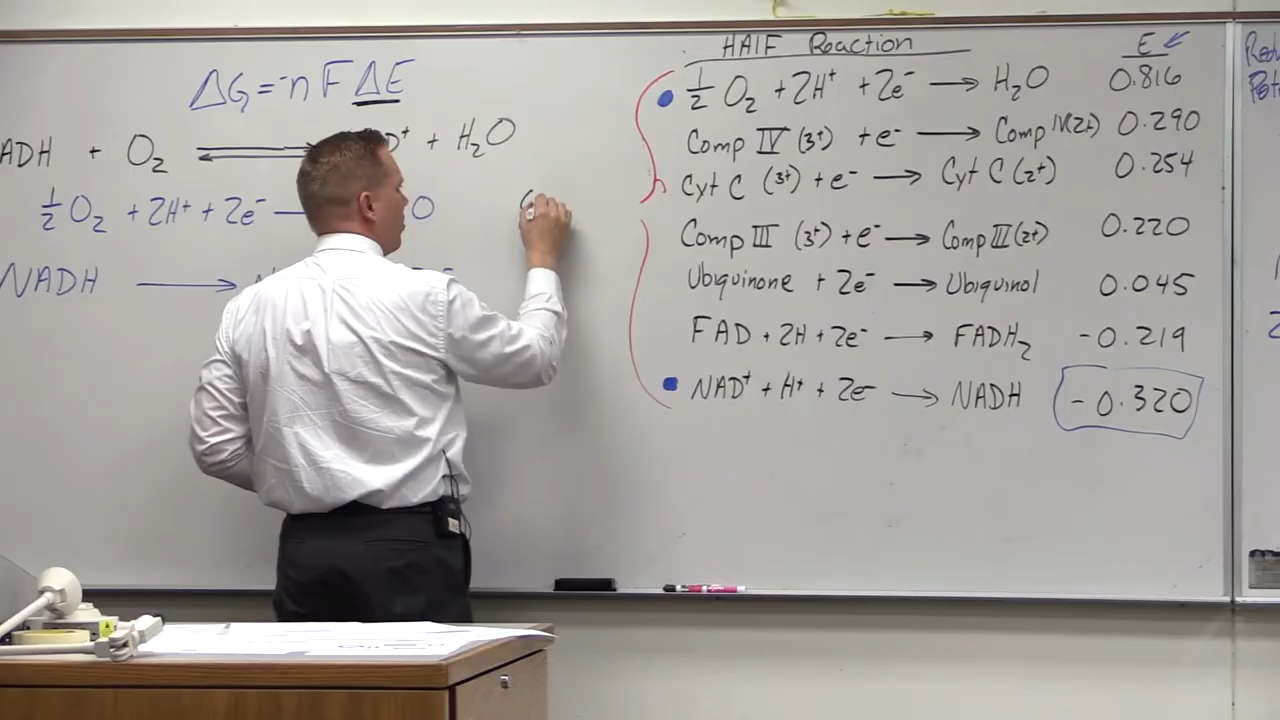 ΔG = -nFΔE
ADH + O₂ ⇌ D⁺ + H₂O
½ O₂ + 2H⁺ + 2e⁻ — O
NADH →
HAlF Reaction E
½ O₂ + 2H⁺ + 2e⁻ → H₂O 0.816
Comp IV (3⁺) + e⁻ → Comp IV(2+) 0.290
Cyt C (3⁺) + e⁻ → Cyt C (2⁺) 0.254
Comp III (3⁺) + e⁻ → Comp III (2⁺) 0.220
Ubiquinone + 2e⁻ → Ubiquinol 0.045
FAD + 2H + 2e⁻ → FADH₂ -0.219
NAD⁺ + H⁺ + 2e⁻ → NADH -0.320